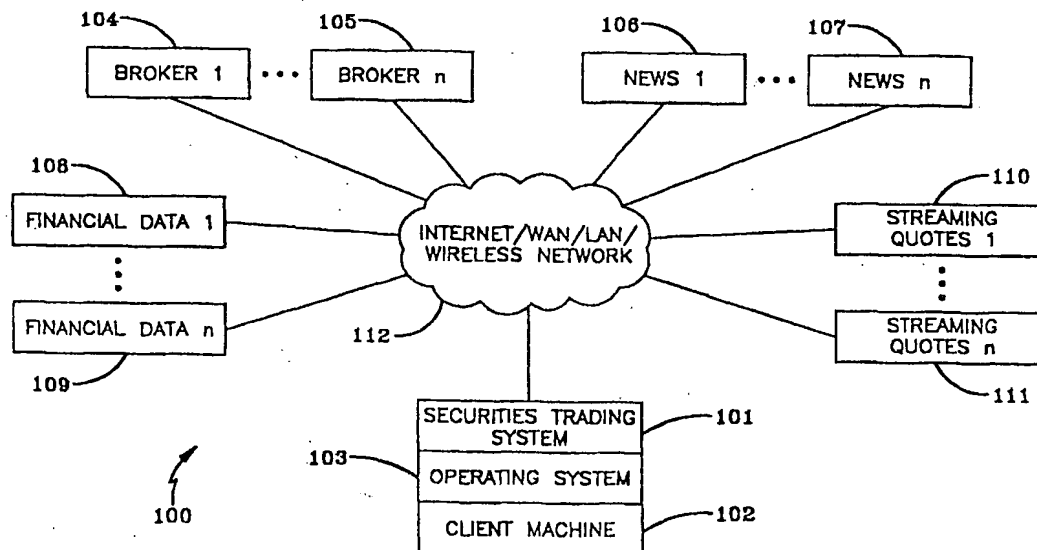 104
105
106
107
BROKER 1 ••• BROKER n
NEWS 1 ••• NEWS n
108
110
FINANCIAL DATA 1
INTERNET/WAN/LAN/
WIRELESS NETWORK
STREAMING
QUOTES 1
FINANCIAL DATA n
112
STREAMING
QUOTES n
109
111
SECURITIES TRADING
SYSTEM
101
103
OPERATING SYSTEM
100
CLIENT MACHINE
102